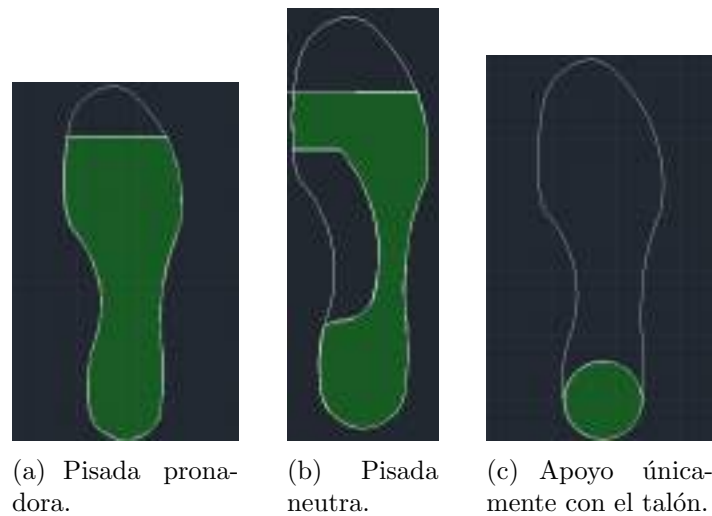 (a) Pisada prona-
dora.
(b) Pisada
neutra.
(c) Apoyo única-
mente con el talón.